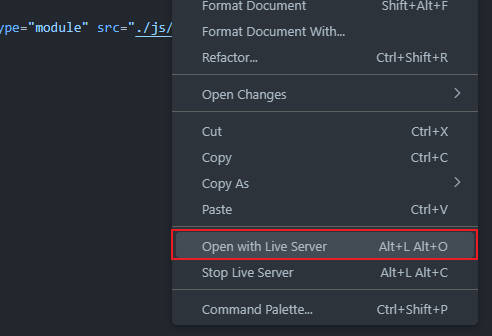 Format Document Shift+Alt+F
ype="module" src="./js/
Format Document With...
Refactor... Ctrl+Shift+R
Open Changes
Cut Ctrl+X
Copy Ctrl+C
Copy As
Paste Ctrl+V
Open with Live Server Alt+L Alt+O
Stop Live Server Alt+L Alt+C
Command Palette... Ctrl+Shift+P